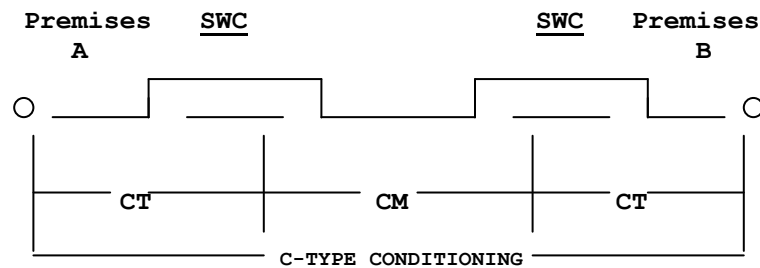 Premises SWC SWC Premises
A B
CT CM CT
C-TYPE CONDITIONING